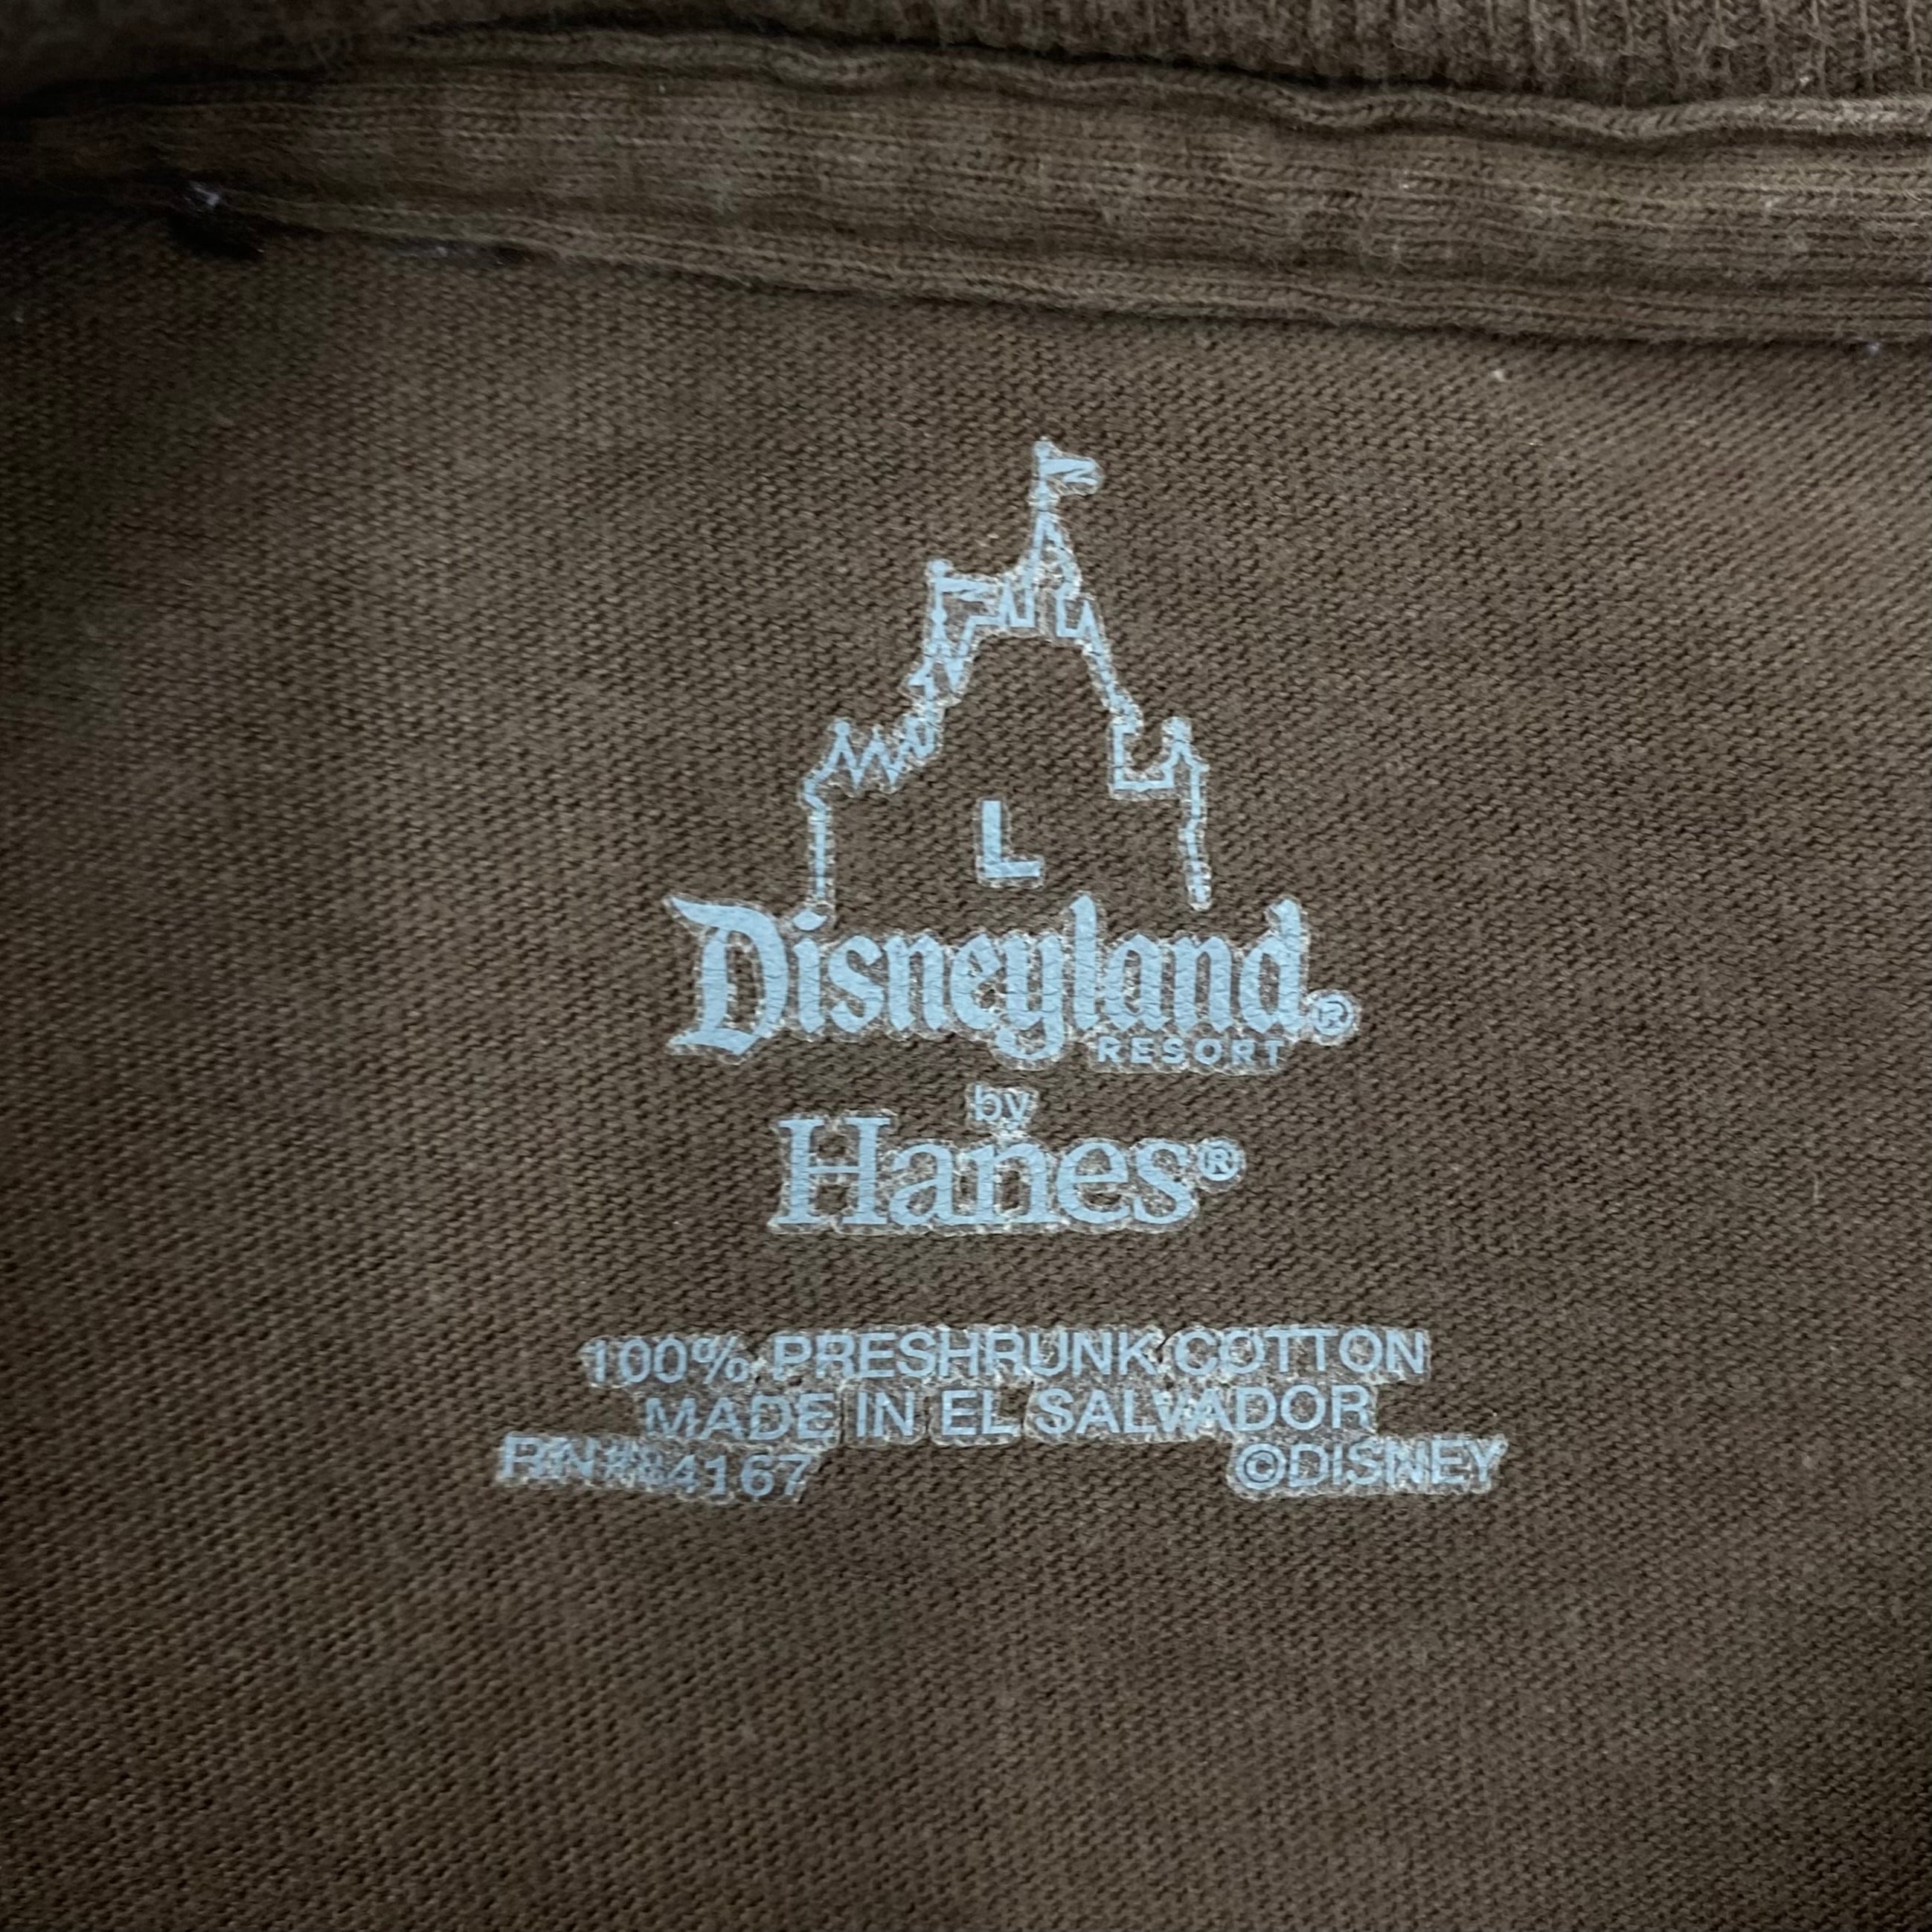 L
Disneyland®
RESORT
by
Hanes®
100% PRESHRUNK COTTON
MADE IN EL SALVADOR
RN#84167 ©DISNEY